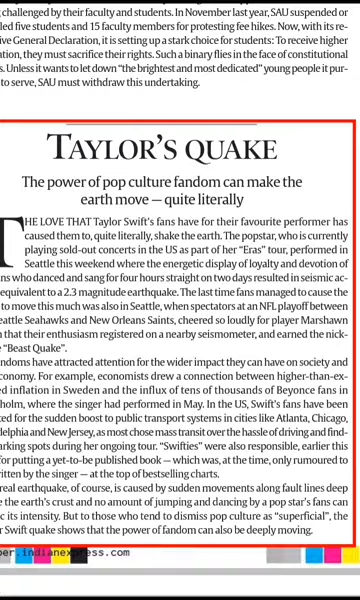 challenged by their faculty and students. In November last year, SAU suspended or
led five students and 15 faculty members for protesting fee hikes. Now, with its re-
ive General Declaration, it is setting up a stark choice for students: To receive higher
ation, they must sacrifice their rights. Such a binary flies in the face of constitutional
s. Unless it wants to let down "the brightest and most dedicated" young people it pur-
to serve, SAU must withdraw this undertaking.
TAYLOR'S QUAKE
The power of pop culture fandom can make the
earth move — quite literally
THE LOVE THAT Taylor Swift's fans have for their favourite performer has
caused them to, quite literally, shake the earth. The popstar, who is currently
playing sold-out concerts in the US as part of her "Eras" tour, performed in
Seattle this weekend where the energetic display of loyalty and devotion of
ns who danced and sang for four hours straight on two days resulted in seismic ac-
equivalent to a 2.3 magnitude earthquake. The last time fans managed to cause the
to move this much was also in Seattle, when spectators at an NFL playoff between
eattle Seahawks and New Orleans Saints, cheered so loudly for player Marshawn
n that their enthusiasm registered on a nearby seismometer, and earned the nick-
"Beast Quake".
andoms have attracted attention for the wider impact they can have on society and
conomy. For example, economists drew a connection between higher-than-ex-
ed inflation in Sweden and the influx of tens of thousands of Beyonce fans in
holm, where the singer had performed in May. In the US, Swift's fans have been
ted for the sudden boost to public transport systems in cities like Atlanta, Chicago,
delphia and New Jersey, as most chose mass transit over the hassle of driving and find-
arking spots during her ongoing tour. "Swifties" were also responsible, earlier this
for putting a yet-to-be published book — which was, at the time, only rumoured to
ritten by the singer — at the top of bestselling charts.
real earthquake, of course, is caused by sudden movements along fault lines deep
e the earth's crust and no amount of jumping and dancing by a pop star's fans can
ic its intensity. But to those who tend to dismiss pop culture as "superficial", the
r Swift quake shows that the power of fandom can also be deeply moving.
per.indianexpress.com